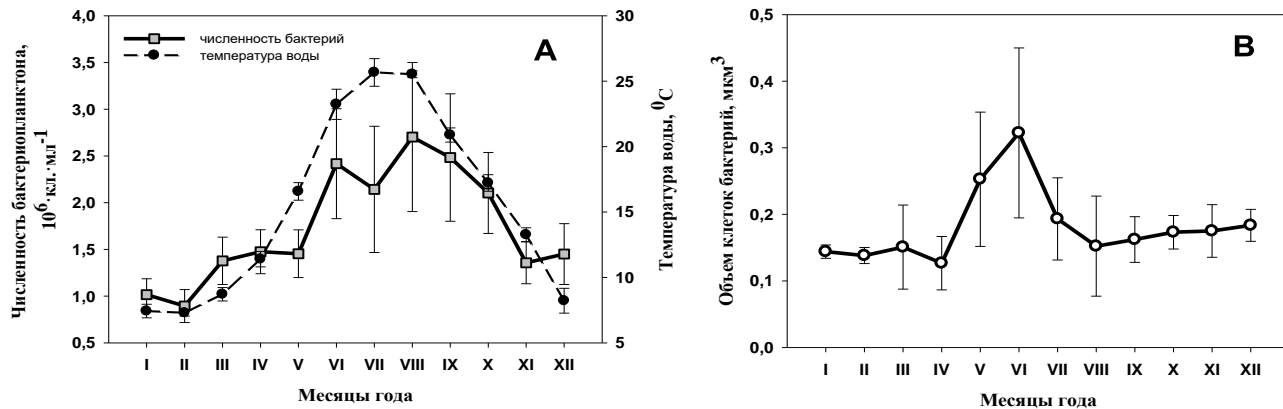 A
численность бактерий
температура воды
Численность бактериопланктона,
10⁶·кл.·мл⁻¹
4,0
3,5
3,0
2,5
2,0
1,5
1,0
0,5
30
25
20
15
10
5
Температура воды, ⁰C
I II III IV V VI VII VIII IX X XI XII
Месяцы года
B
Объем клеток бактерий, мкм³
0,5
0,4
0,3
0,2
0,1
0,0
I II III IV V VI VII VIII IX X XI XII
Месяцы года